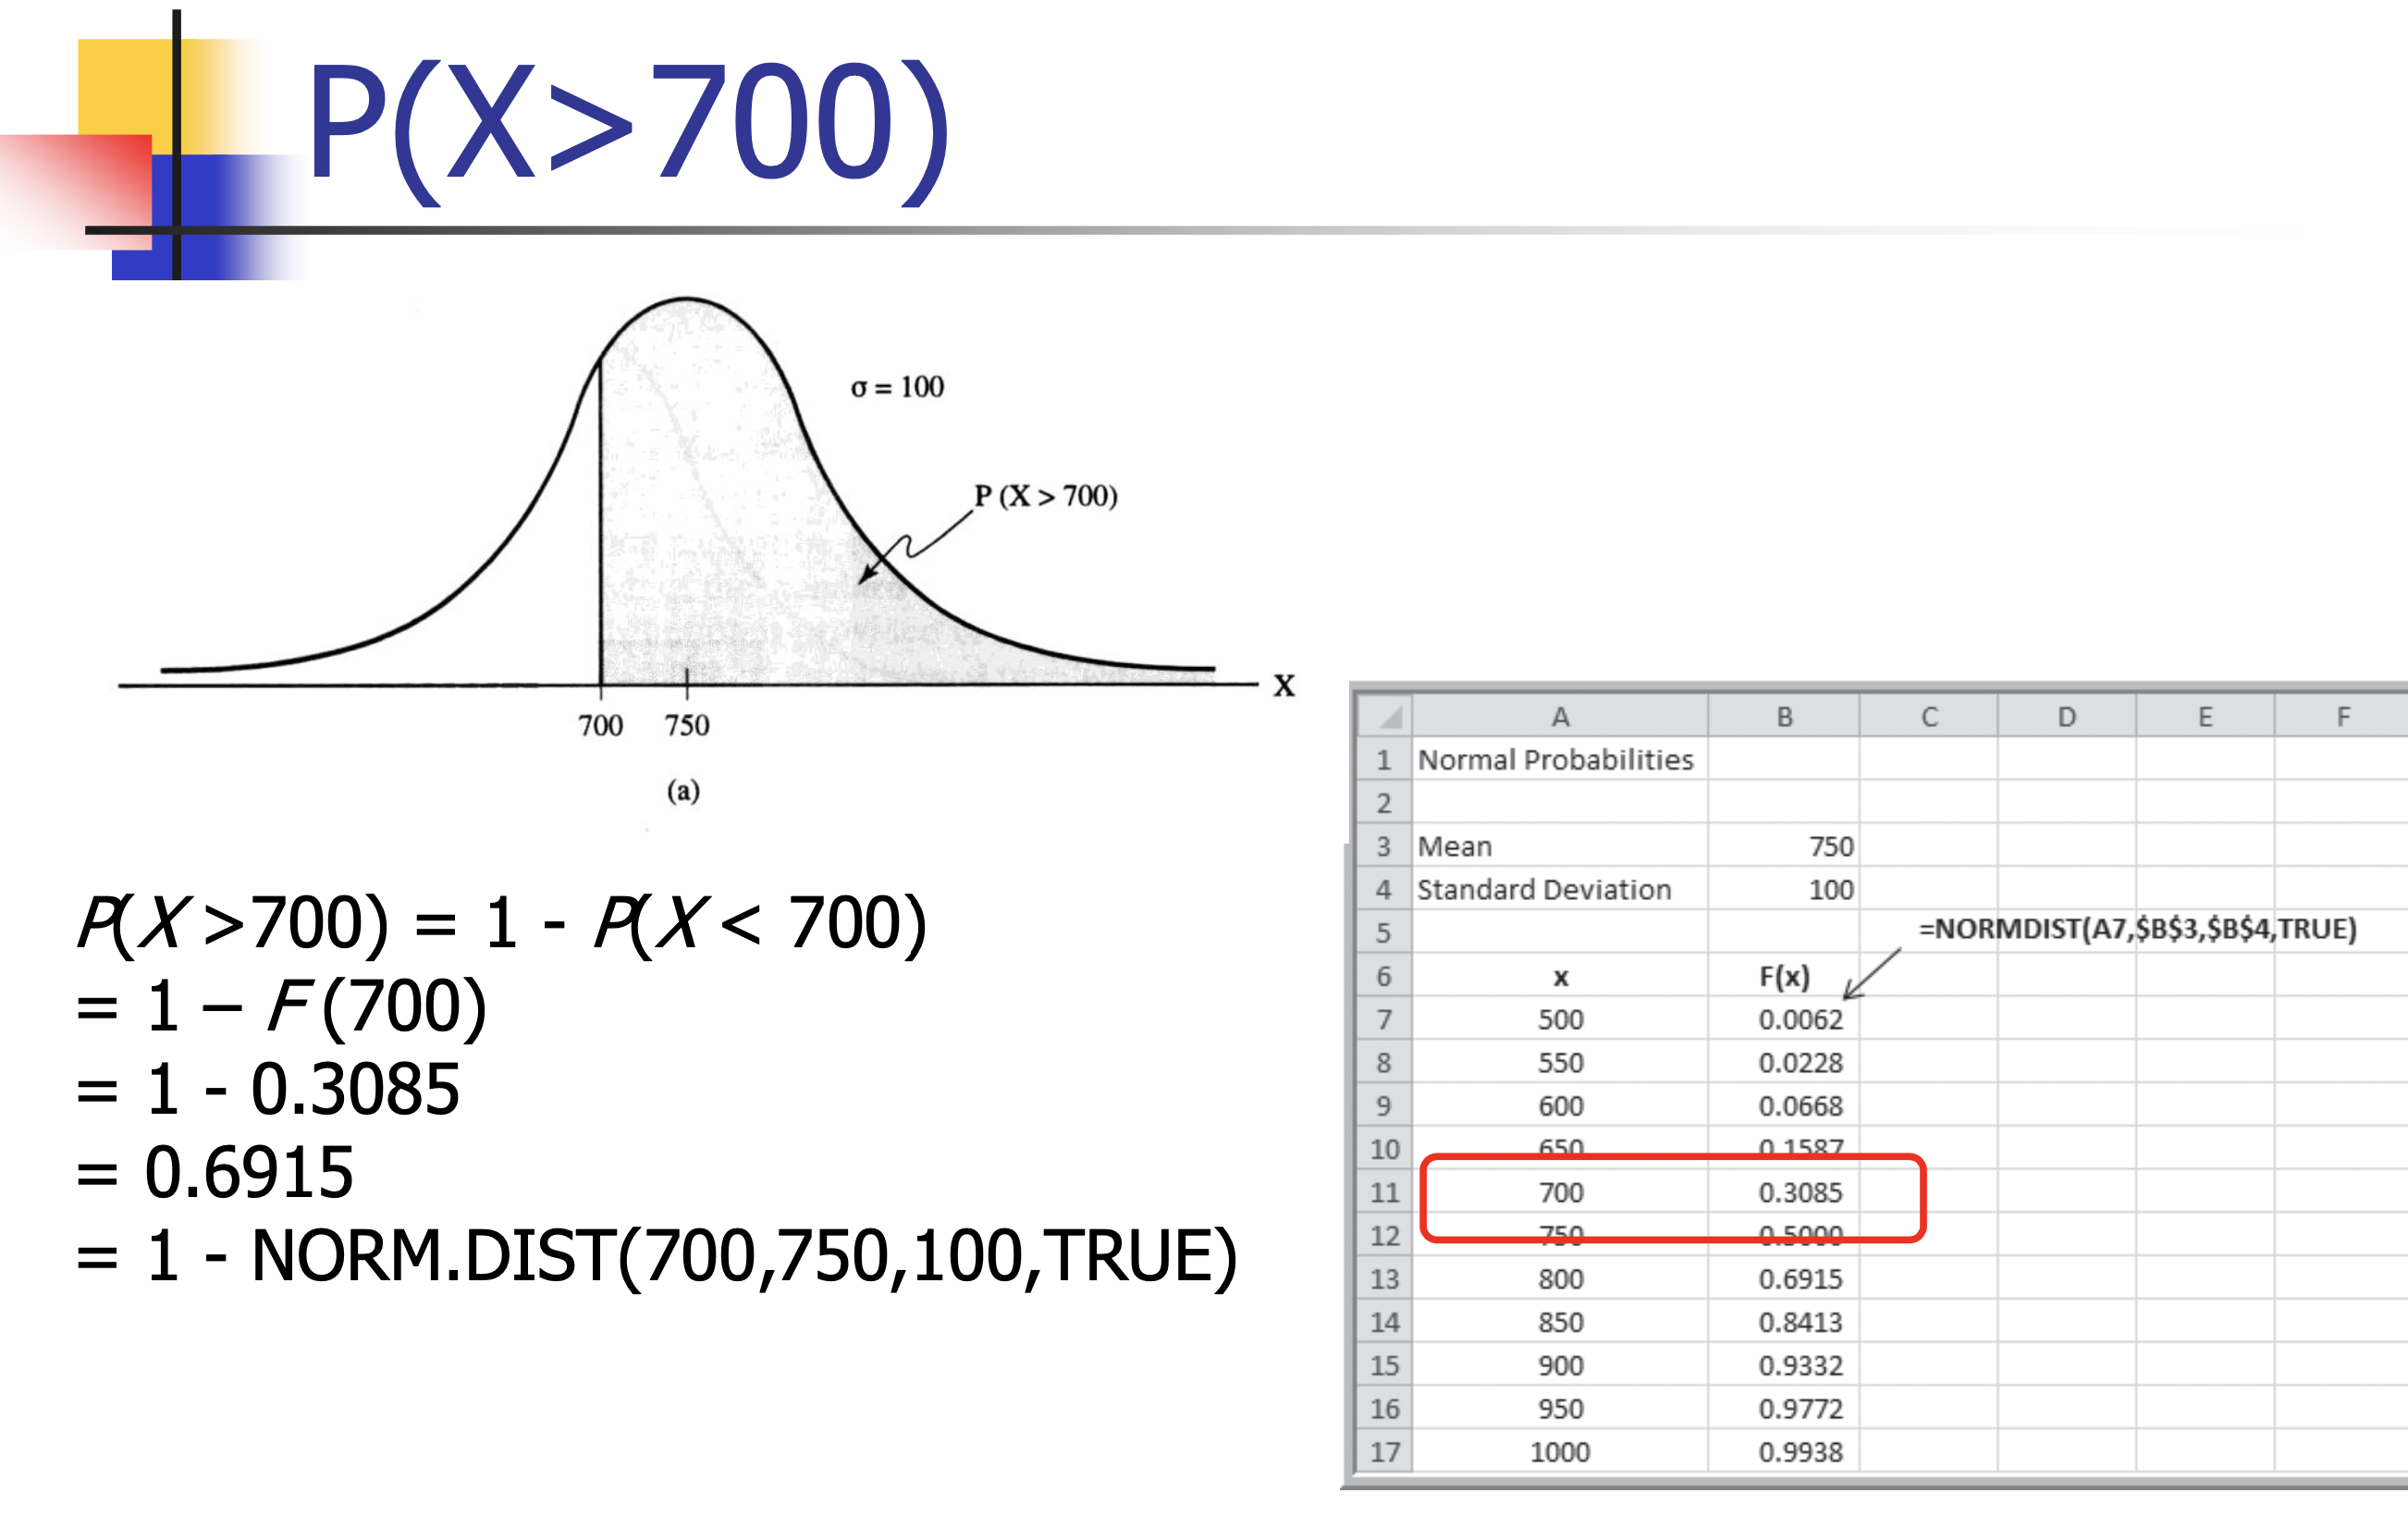 P(X>700)
σ = 100
P (X > 700)
X
700 750
(a)
P(X >700) = 1 - P(X < 700)
= 1 – F (700)
= 1 - 0.3085
= 0.6915
= 1 - NORM.DIST(700,750,100,TRUE)
A B C D E F
1 Normal Probabilities
2
3 Mean 750
4 Standard Deviation 100
5 =NORMDIST(A7,$B$3,$B$4,TRUE)
6 x F(x)
7 500 0.0062
8 550 0.0228
9 600 0.0668
10 650 0.1587
11 700 0.3085
12 750 0.5000
13 800 0.6915
14 850 0.8413
15 900 0.9332
16 950 0.9772
17 1000 0.9938